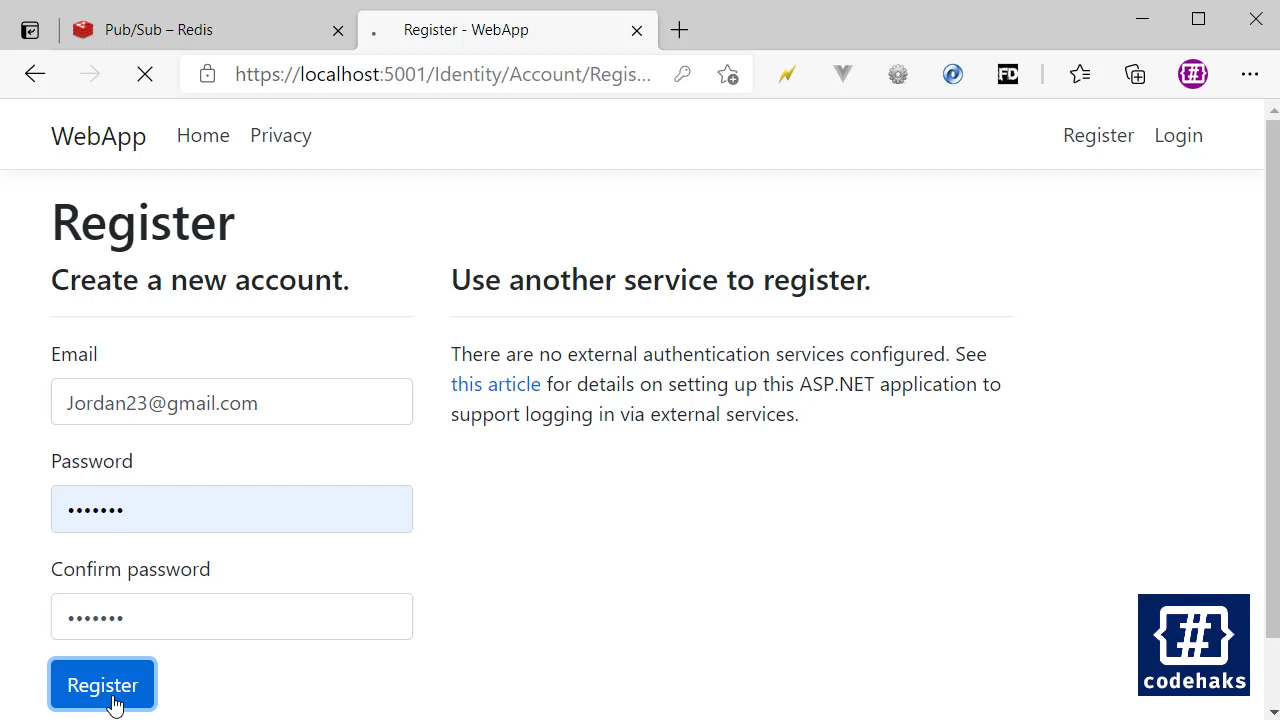 Pub/Sub – Redis
Register - WebApp
https://localhost:5001/Identity/Account/Regis...
FD
{#}
WebApp
Home
Privacy
Register
Login
Register
Create a new account.
Use another service to register.
Email
Jordan23@gmail.com
There are no external authentication services configured. See
this article for details on setting up this ASP.NET application to
support logging in via external services.
Password
•••••••
Confirm password
•••••••
Register
{#}
codehaks